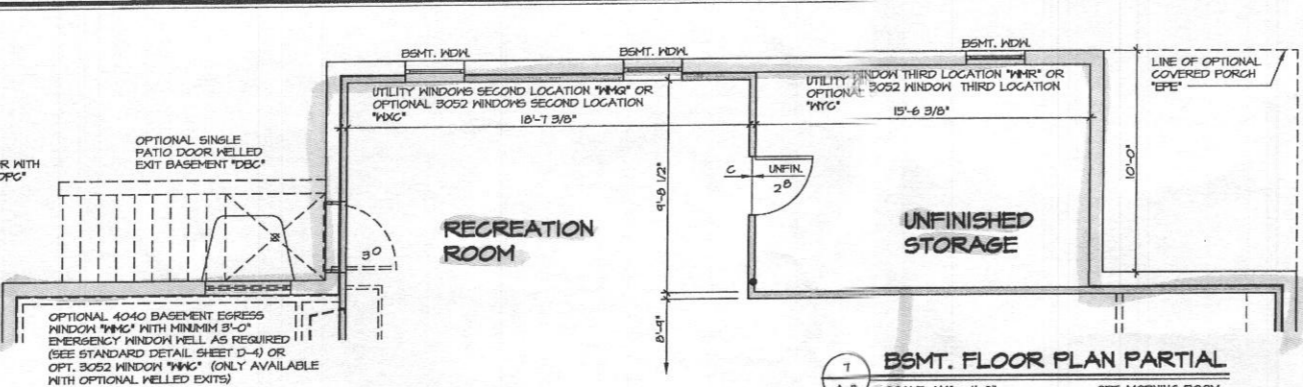 BSMT. WDW.
BSMT. WDW.
BSMT. WDW.
UTILITY WINDOWS SECOND LOCATION "WMQ" OR
OPTIONAL 3052 WINDOWS SECOND LOCATION
"WXC"
18'-7 3/8"
UTILITY WINDOW THIRD LOCATION "WMR" OR
OPTIONAL 3052 WINDOW THIRD LOCATION
"WYC"
15'-6 3/8"
LINE OF OPTIONAL
COVERED PORCH
"EPE"
10'-0"
OPTIONAL SINGLE
PATIO DOOR WELLED
EXIT BASEMENT "DBC"
R WITH
DPC"
30
9'-8 1/2"
C
UNFIN.
28
RECREATION
ROOM
UNFINISHED
STORAGE
8'-4"
OPTIONAL 4040 BASEMENT EGRESS
WINDOW "WMC" WITH MINIMIM 3'-0"
EMERGENCY WINDOW WELL AS REQUIRED
(SEE STANDARD DETAIL SHEET D-4) OR
OPT. 3052 WINDOW "WWC" (ONLY AVAILABLE
WITH OPTIONAL WELLED EXITS)
7
BSMT. FLOOR PLAN PARTIAL